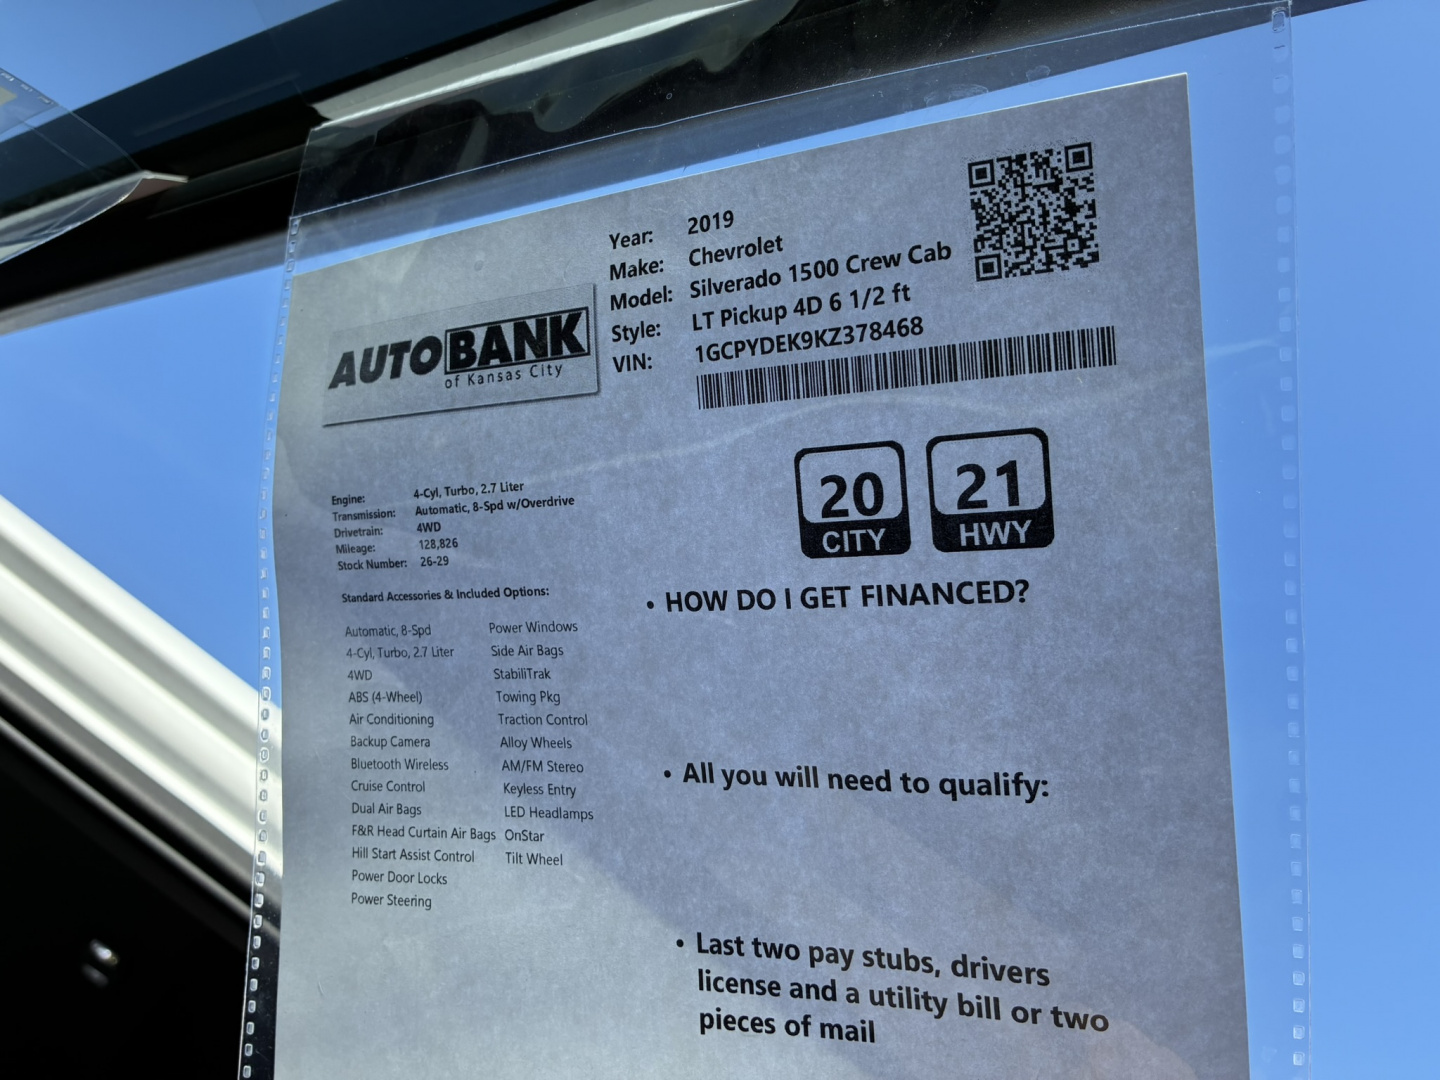 Year: 2019
Make: Chevrolet
Model: Silverado 1500 Crew Cab
Style: LT Pickup 4D 6 1/2 ft
VIN: 1GCPYDEK9KZ378468
AUTOBANK
of Kansas City
20 CITY
21 HWY
Engine: 4-Cyl, Turbo, 2.7 Liter
Transmission: Automatic, 8-Spd w/Overdrive
Drivetrain: 4WD
Mileage: 128,826
Stock Number: 26-29
Standard Accessories & Included Options:
Automatic, 8-Spd
4-Cyl, Turbo, 2.7 Liter
4WD
ABS (4-Wheel)
Air Conditioning
Backup Camera
Bluetooth Wireless
Cruise Control
Dual Air Bags
F&R Head Curtain Air Bags
Hill Start Assist Control
Power Door Locks
Power Steering
Power Windows
Side Air Bags
StabiliTrak
Towing Pkg
Traction Control
Alloy Wheels
AM/FM Stereo
Keyless Entry
LED Headlamps
OnStar
Tilt Wheel
• HOW DO I GET FINANCED?
• All you will need to qualify:
• Last two pay stubs, drivers
license and a utility bill or two
pieces of mail